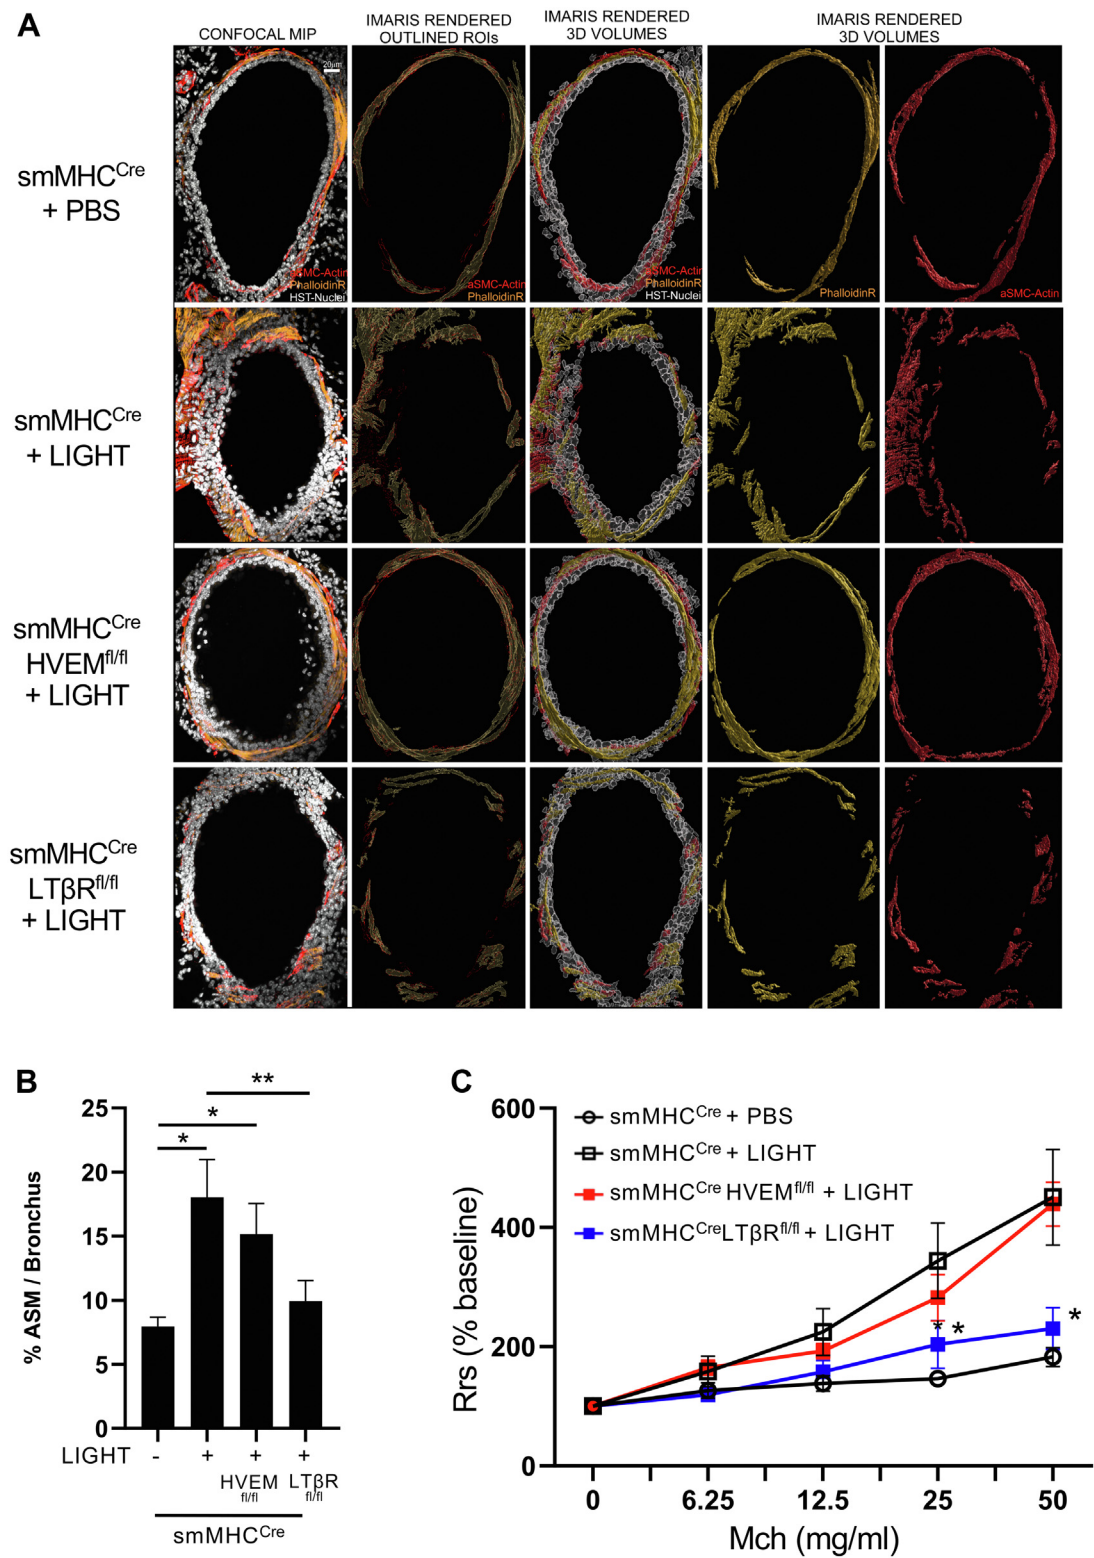 A
CONFOCAL MIP
IMARIS RENDERED
OUTLINED ROIs
IMARIS RENDERED
3D VOLUMES
IMARIS RENDERED
3D VOLUMES
smMHCCre
+ PBS
20µm
aSMC-Actin
PhalloidinR
HST-Nuclei
aSMC-Actin
PhalloidinR
aSMC-Actin
PhalloidinR
HST-Nuclei
PhalloidinR
aSMC-Actin
smMHCCre
+ LIGHT
smMHCCre
HVEMfl/fl
+ LIGHT
smMHCCre
LTβRfl/fl
+ LIGHT
B
% ASM / Bronchus
25
20
15
10
5
0
**
*
*
LIGHT - + + +
HVEM fl/fl
LTβR fl/fl
smMHCCre
C
Rrs (% baseline)
600
400
200
0
smMHCCre + PBS
smMHCCre + LIGHT
smMHCCre HVEMfl/fl + LIGHT
smMHCCreLTβRfl/fl + LIGHT
* *
*
0 6.25 12.5 25 50
Mch (mg/ml)